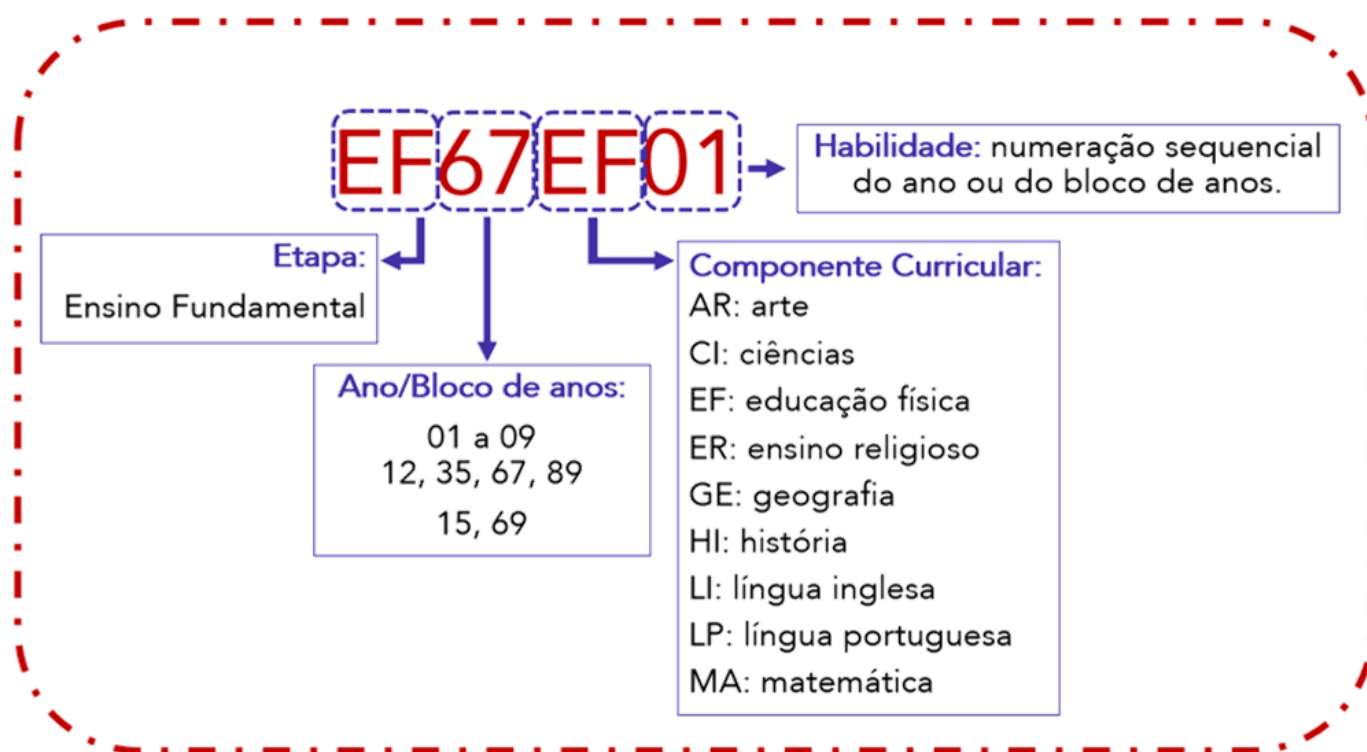 EF67EF01
Habilidade: numeração sequencial
do ano ou do bloco de anos.
Etapa:
Ensino Fundamental
Ano/Bloco de anos:
01 a 09
12, 35, 67, 89
15, 69
Componente Curricular:
AR: arte
CI: ciências
EF: educação física
ER: ensino religioso
GE: geografia
HI: história
LI: língua inglesa
LP: língua portuguesa
MA: matemática